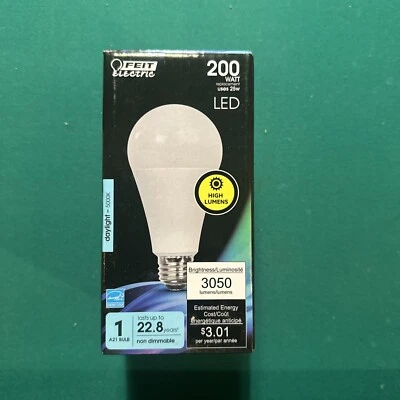 FEIT
electric
200
WATT
replacement
uses 25w
LED
HIGH
LUMENS
daylight - 5000K
Brightness/Luminosité
3050
lumens/lumens
Estimated Energy
Cost/Coût
énergétique anticipé
$3.01
per year/par année
1
A21 BULB
lasts up to
22.8 years
non dimmable